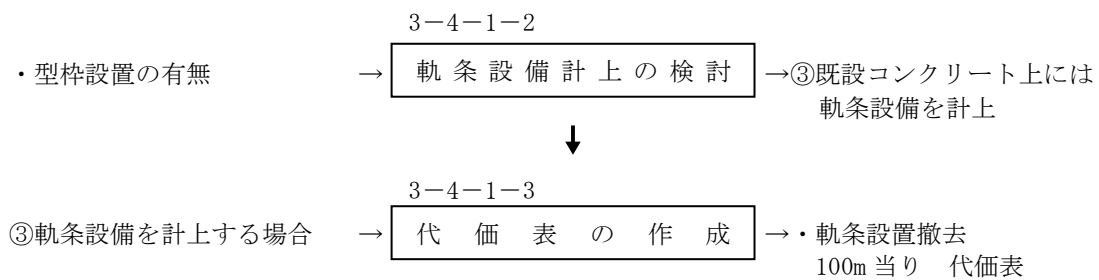 3－4－1－2
・型枠設置の有無 → 軌条設備計上の検討 →③既設コンクリート上には
軌条設備を計上
↓
3－4－1－3
③軌条設備を計上する場合 → 代価表の作成 →・軌条設置撤去
100m当り 代価表